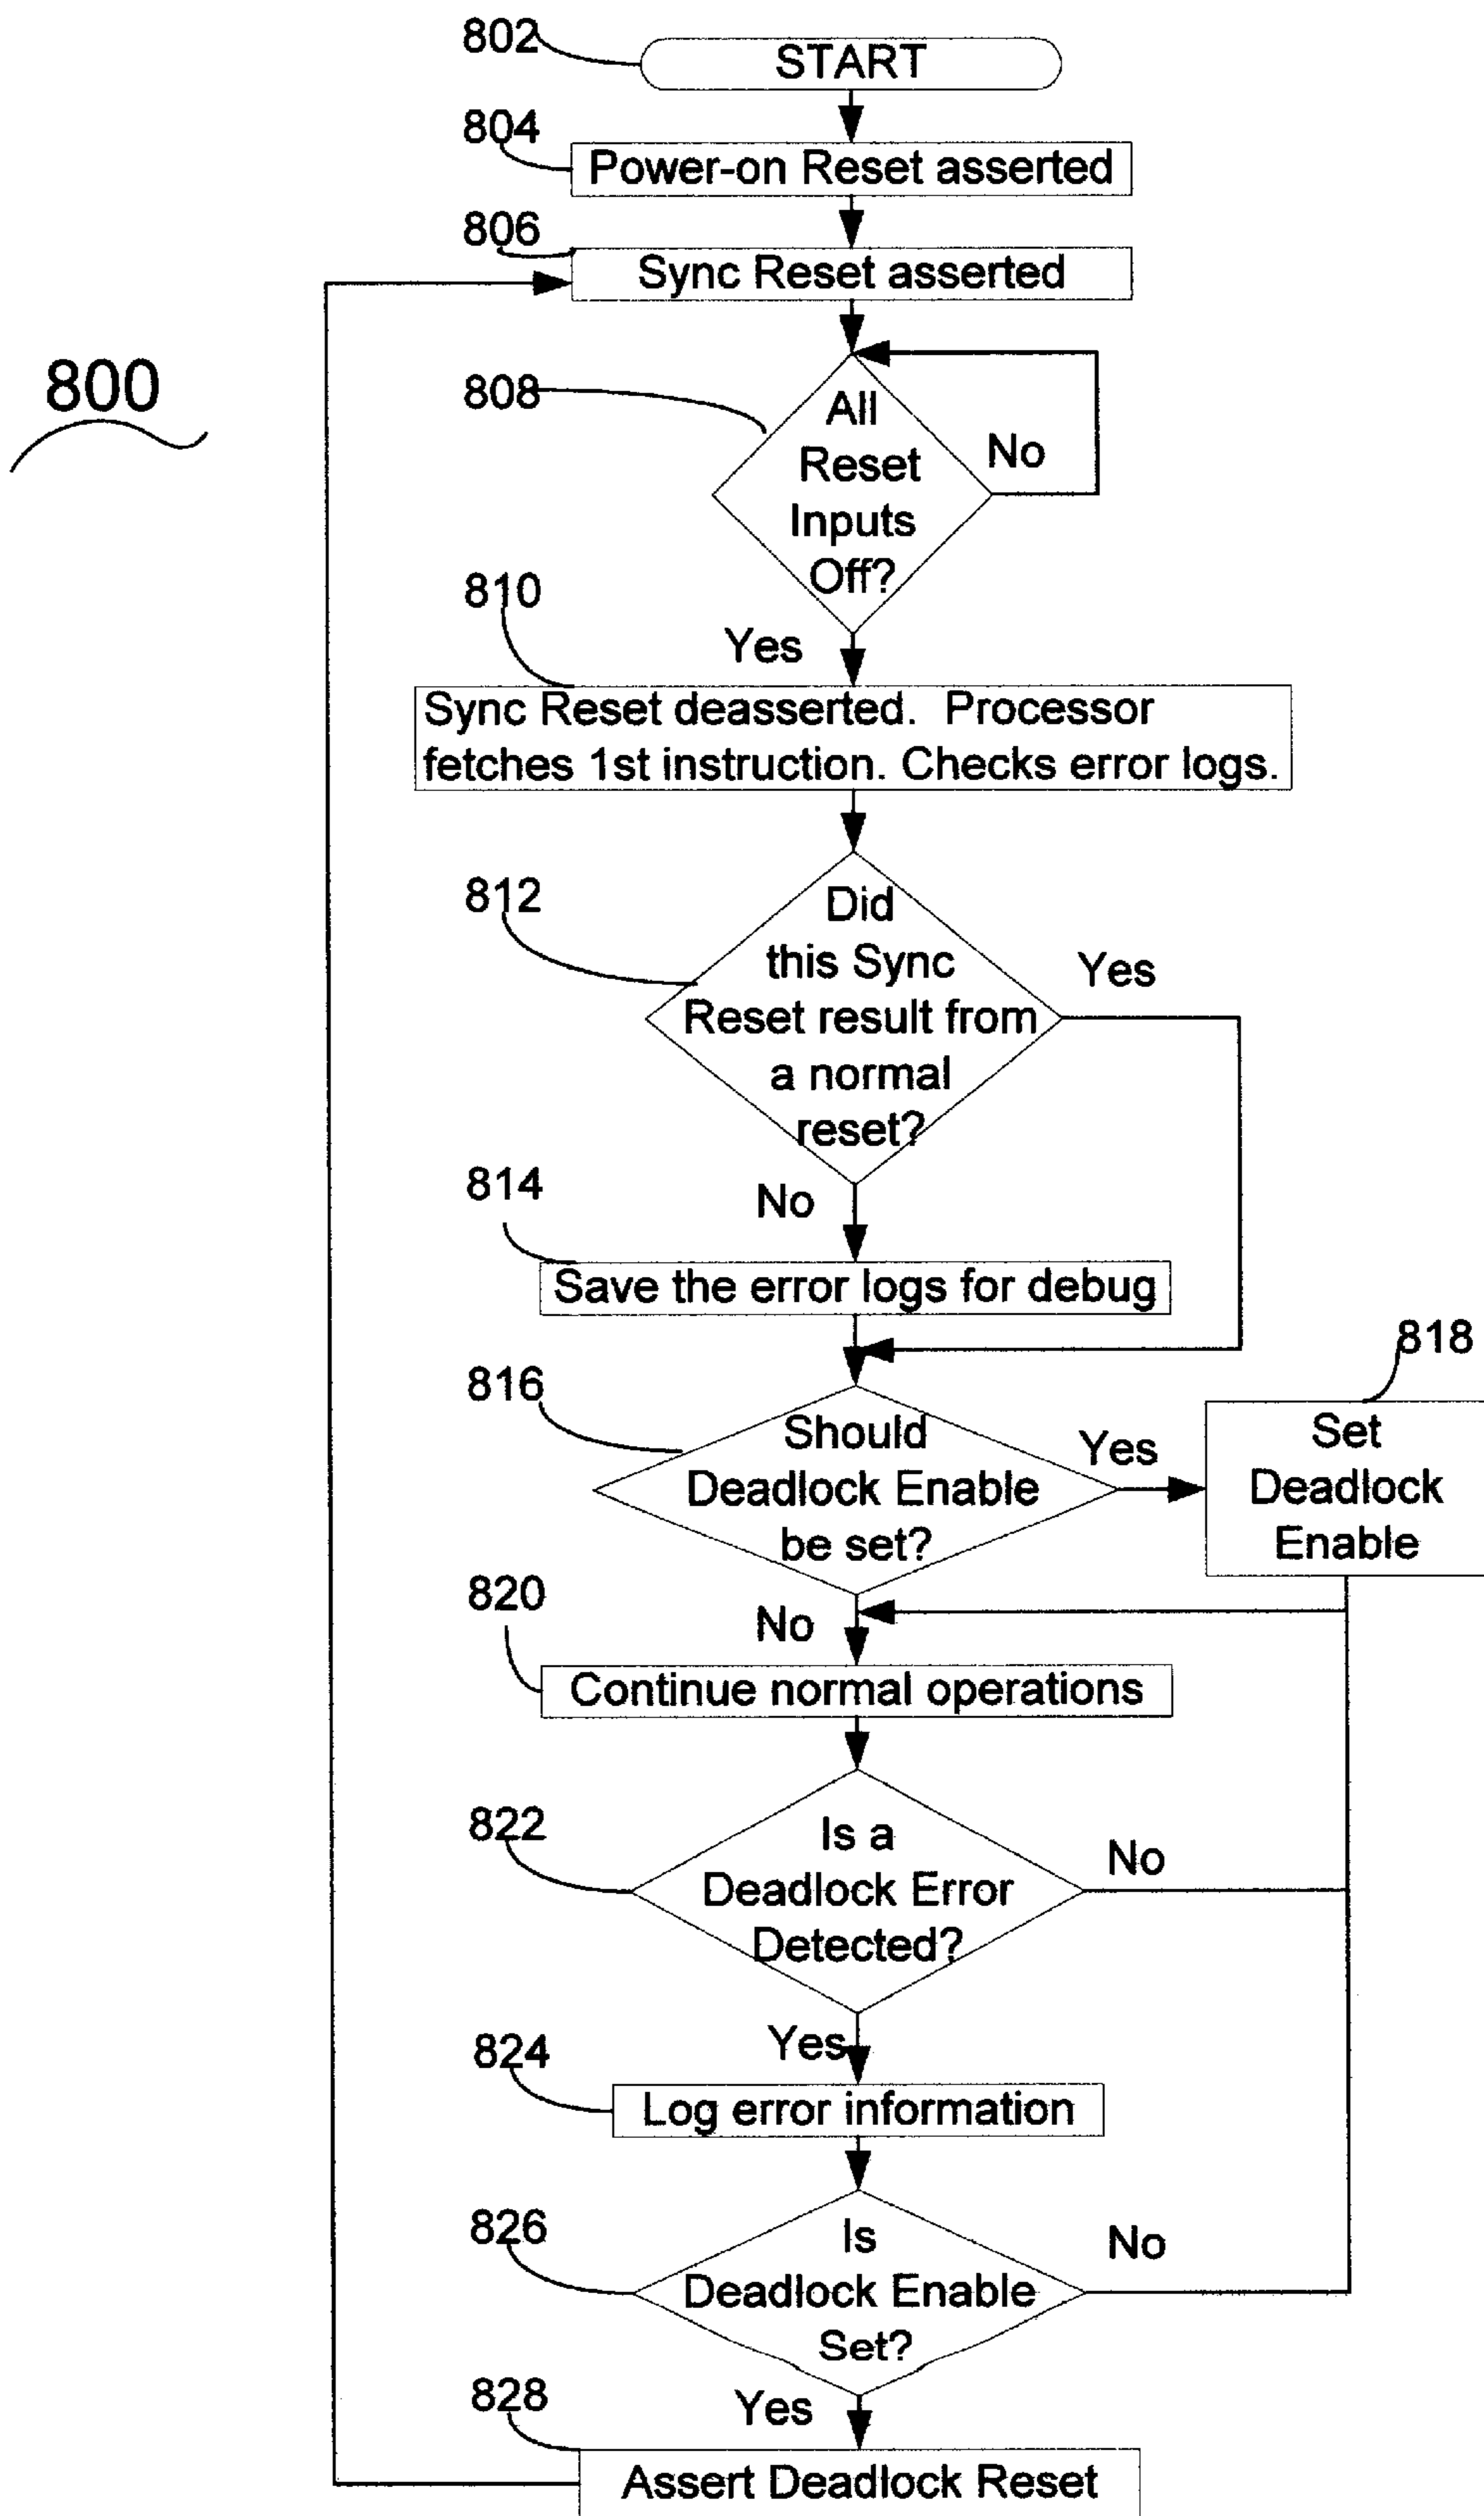 802
START
804
Power-on Reset asserted
806
Sync Reset asserted
800
808
All
Reset
Inputs
Off?
No
810
Yes
Sync Reset deasserted. Processor
fetches 1st instruction. Checks error logs.
812
Did
this Sync
Reset result from
a normal
reset?
Yes
814
No
Save the error logs for debug
816
Should
Deadlock Enable
be set?
Yes
818
Set
Deadlock
Enable
820
No
Continue normal operations
822
Is a
Deadlock Error
Detected?
No
824
Yes
Log error information
826
Is
Deadlock Enable
Set?
No
828
Yes
Assert Deadlock Reset